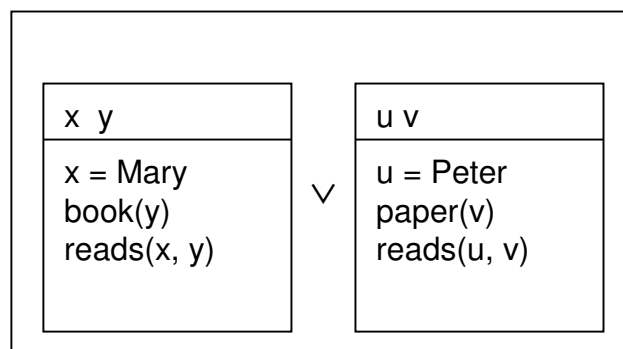 x y
x = Mary
book(y)
reads(x, y)
∨
u v
u = Peter
paper(v)
reads(u, v)